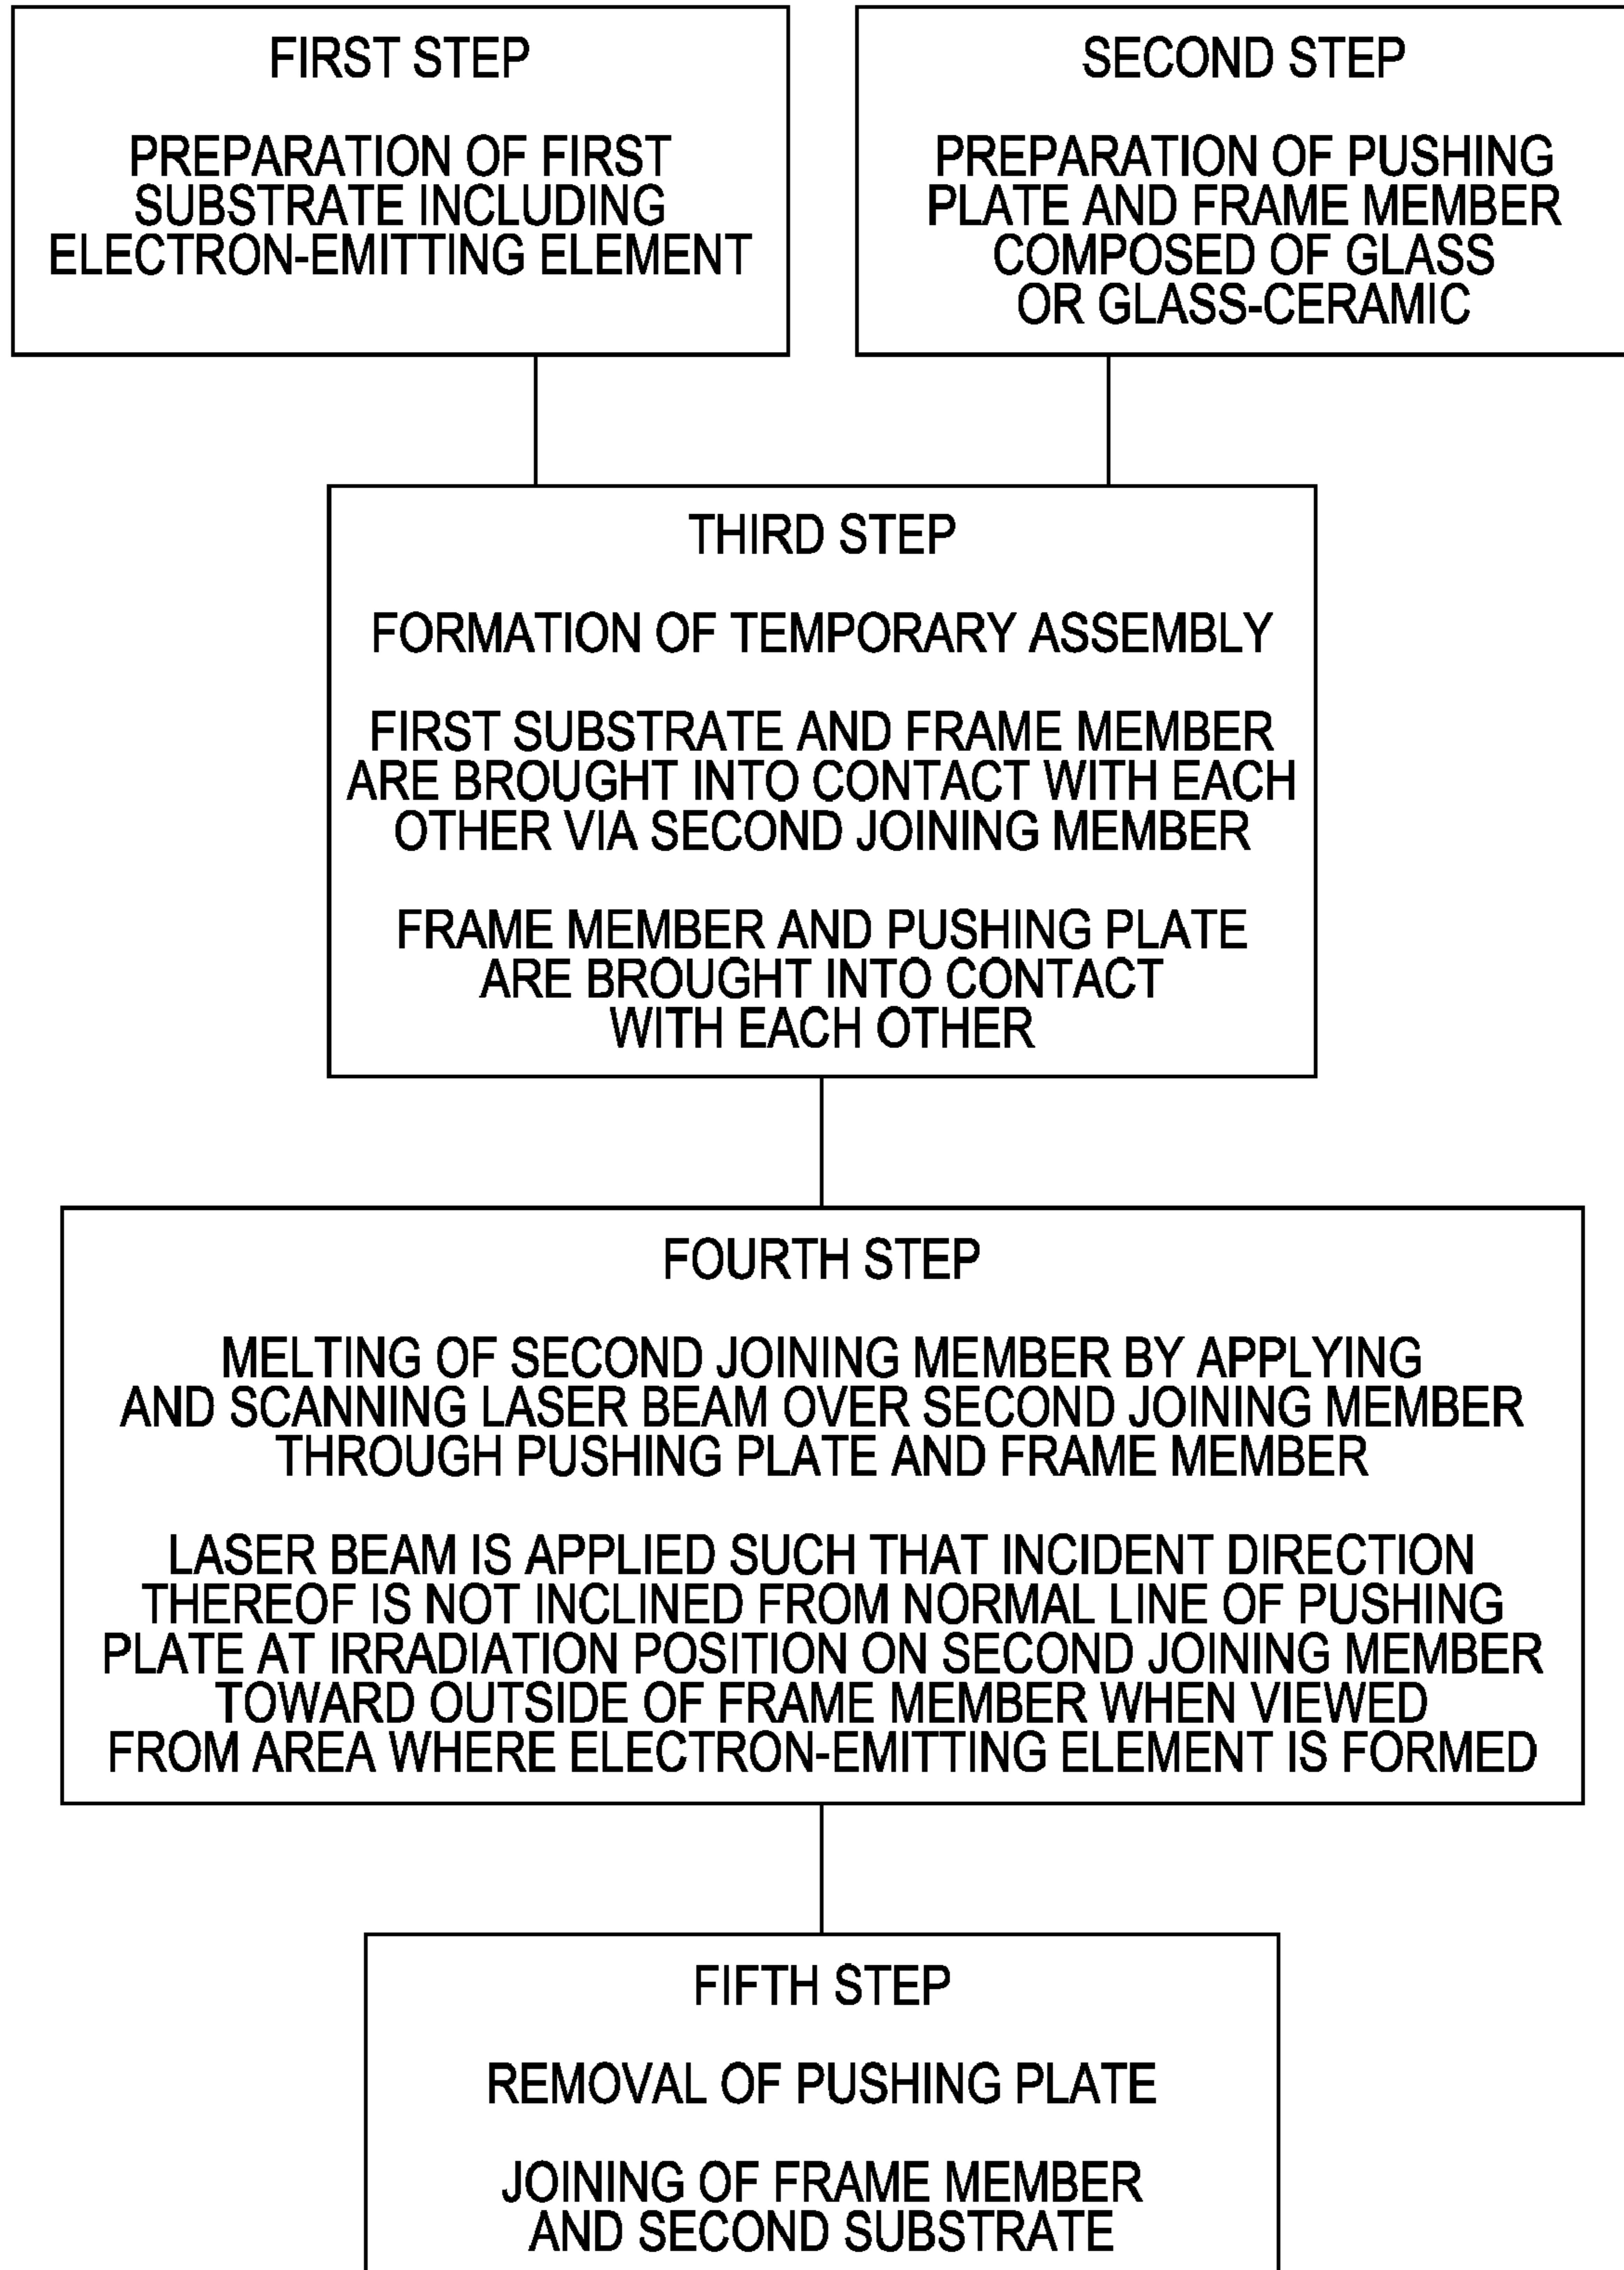 FIRST STEP
PREPARATION OF FIRST
SUBSTRATE INCLUDING
ELECTRON-EMITTING ELEMENT
SECOND STEP
PREPARATION OF PUSHING
PLATE AND FRAME MEMBER
COMPOSED OF GLASS
OR GLASS-CERAMIC
THIRD STEP
FORMATION OF TEMPORARY ASSEMBLY
FIRST SUBSTRATE AND FRAME MEMBER
ARE BROUGHT INTO CONTACT WITH EACH
OTHER VIA SECOND JOINING MEMBER
FRAME MEMBER AND PUSHING PLATE
ARE BROUGHT INTO CONTACT
WITH EACH OTHER
FOURTH STEP
MELTING OF SECOND JOINING MEMBER BY APPLYING
AND SCANNING LASER BEAM OVER SECOND JOINING MEMBER
THROUGH PUSHING PLATE AND FRAME MEMBER
LASER BEAM IS APPLIED SUCH THAT INCIDENT DIRECTION
THEREOF IS NOT INCLINED FROM NORMAL LINE OF PUSHING
PLATE AT IRRADIATION POSITION ON SECOND JOINING MEMBER
TOWARD OUTSIDE OF FRAME MEMBER WHEN VIEWED
FROM AREA WHERE ELECTRON-EMITTING ELEMENT IS FORMED
FIFTH STEP
REMOVAL OF PUSHING PLATE
JOINING OF FRAME MEMBER
AND SECOND SUBSTRATE